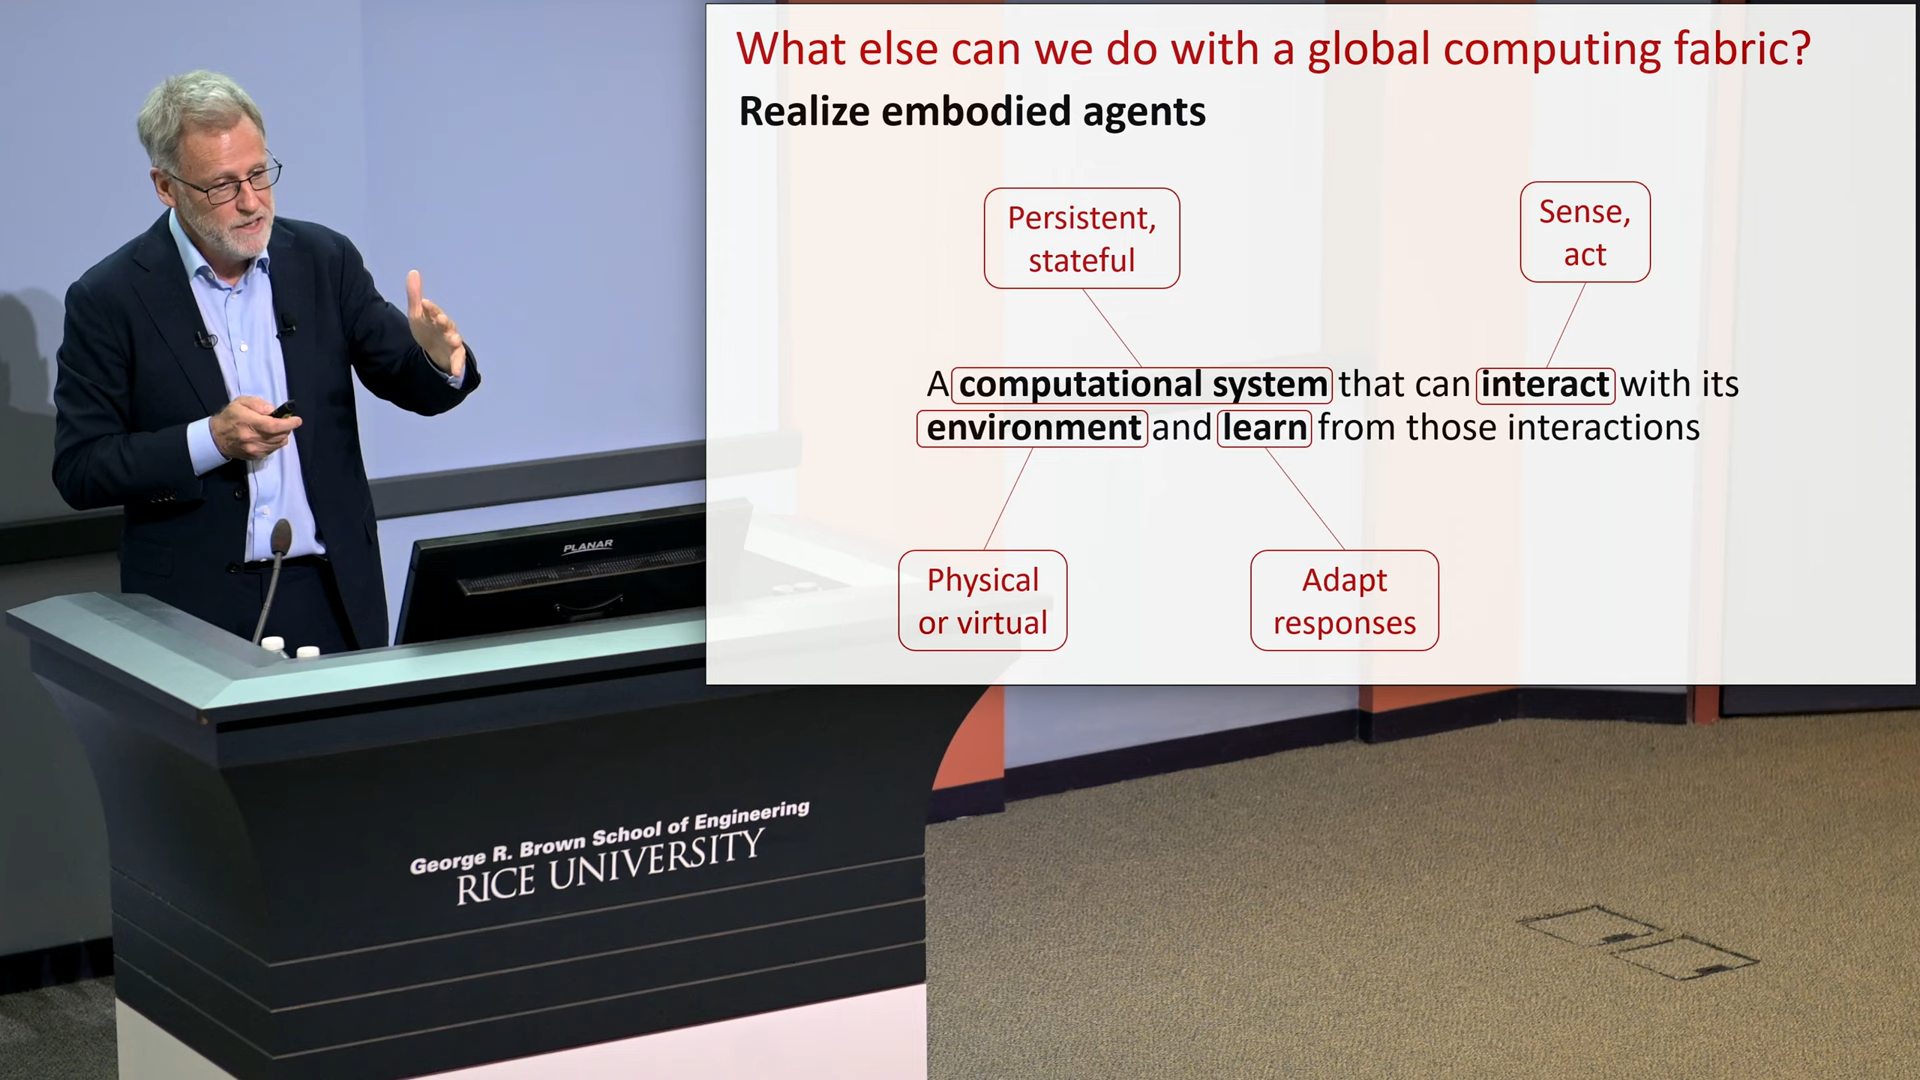 What else can we do with a global computing fabric?
Realize embodied agents
Persistent,
stateful
Sense,
act
A computational system that can interact with its
environment and learn from those interactions
Physical
or virtual
Adapt
responses
PLANAR
George R. Brown School of Engineering
RICE UNIVERSITY